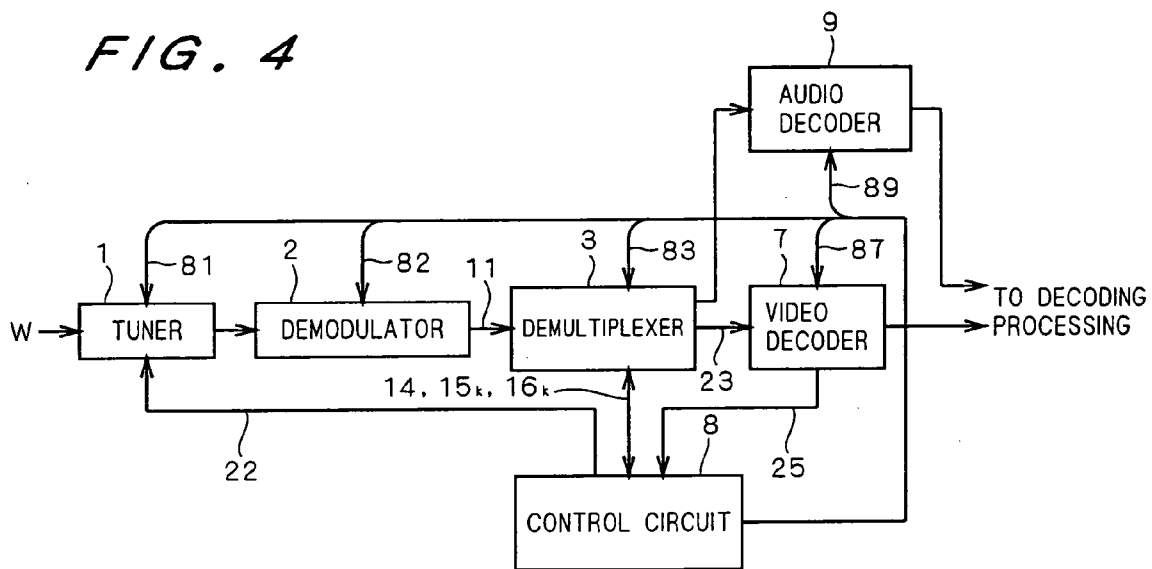 FIG. 4
9
AUDIO
DECODER
89
1
81
2
82
11
3
83
7
87
W
TUNER
DEMODULATOR
DEMULTIPLEXER
23
VIDEO
DECODER
TO DECODING
PROCESSING
14, 15k, 16k
22
25
8
CONTROL CIRCUIT